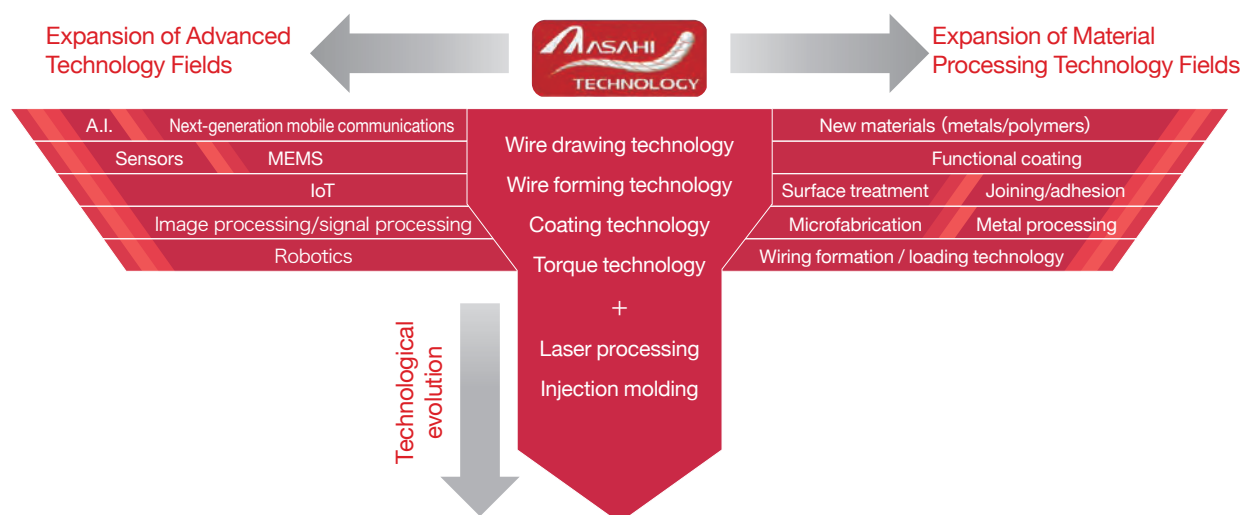 Expansion of Advanced
Technology Fields
ASAHI
TECHNOLOGY
Expansion of Material
Processing Technology Fields
A.I.
Next-generation mobile communications
Sensors
MEMS
IoT
Image processing/signal processing
Robotics
Wire drawing technology
Wire forming technology
Coating technology
Torque technology
+
Laser processing
Injection molding
New materials (metals/polymers)
Functional coating
Surface treatment
Joining/adhesion
Microfabrication
Metal processing
Wiring formation / loading technology
Technological
evolution